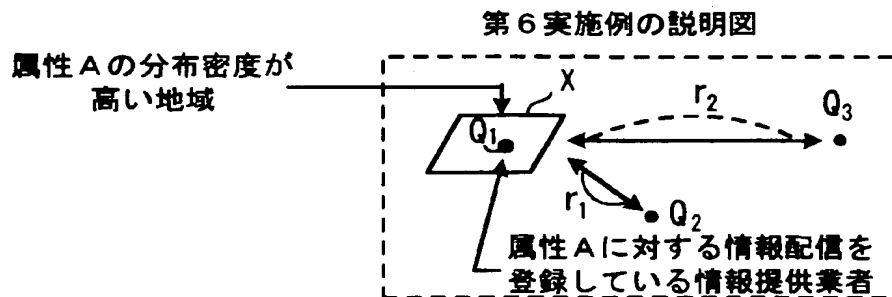 第6実施例の説明図
属性Aの分布密度が
高い地域
X
Q1
r2
Q3
r1
Q2
属性Aに対する情報配信を
登録している情報提供業者